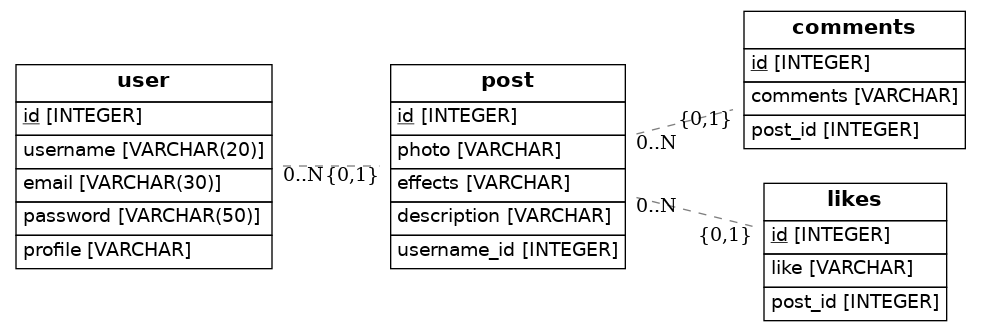 user
id [INTEGER]
username [VARCHAR(20)]
email [VARCHAR(30)]
password [VARCHAR(50)]
profile [VARCHAR]
0..N
{0,1}
post
id [INTEGER]
photo [VARCHAR]
effects [VARCHAR]
description [VARCHAR]
username_id [INTEGER]
0..N
{0,1}
comments
id [INTEGER]
comments [VARCHAR]
post_id [INTEGER]
0..N
{0,1}
likes
id [INTEGER]
like [VARCHAR]
post_id [INTEGER]